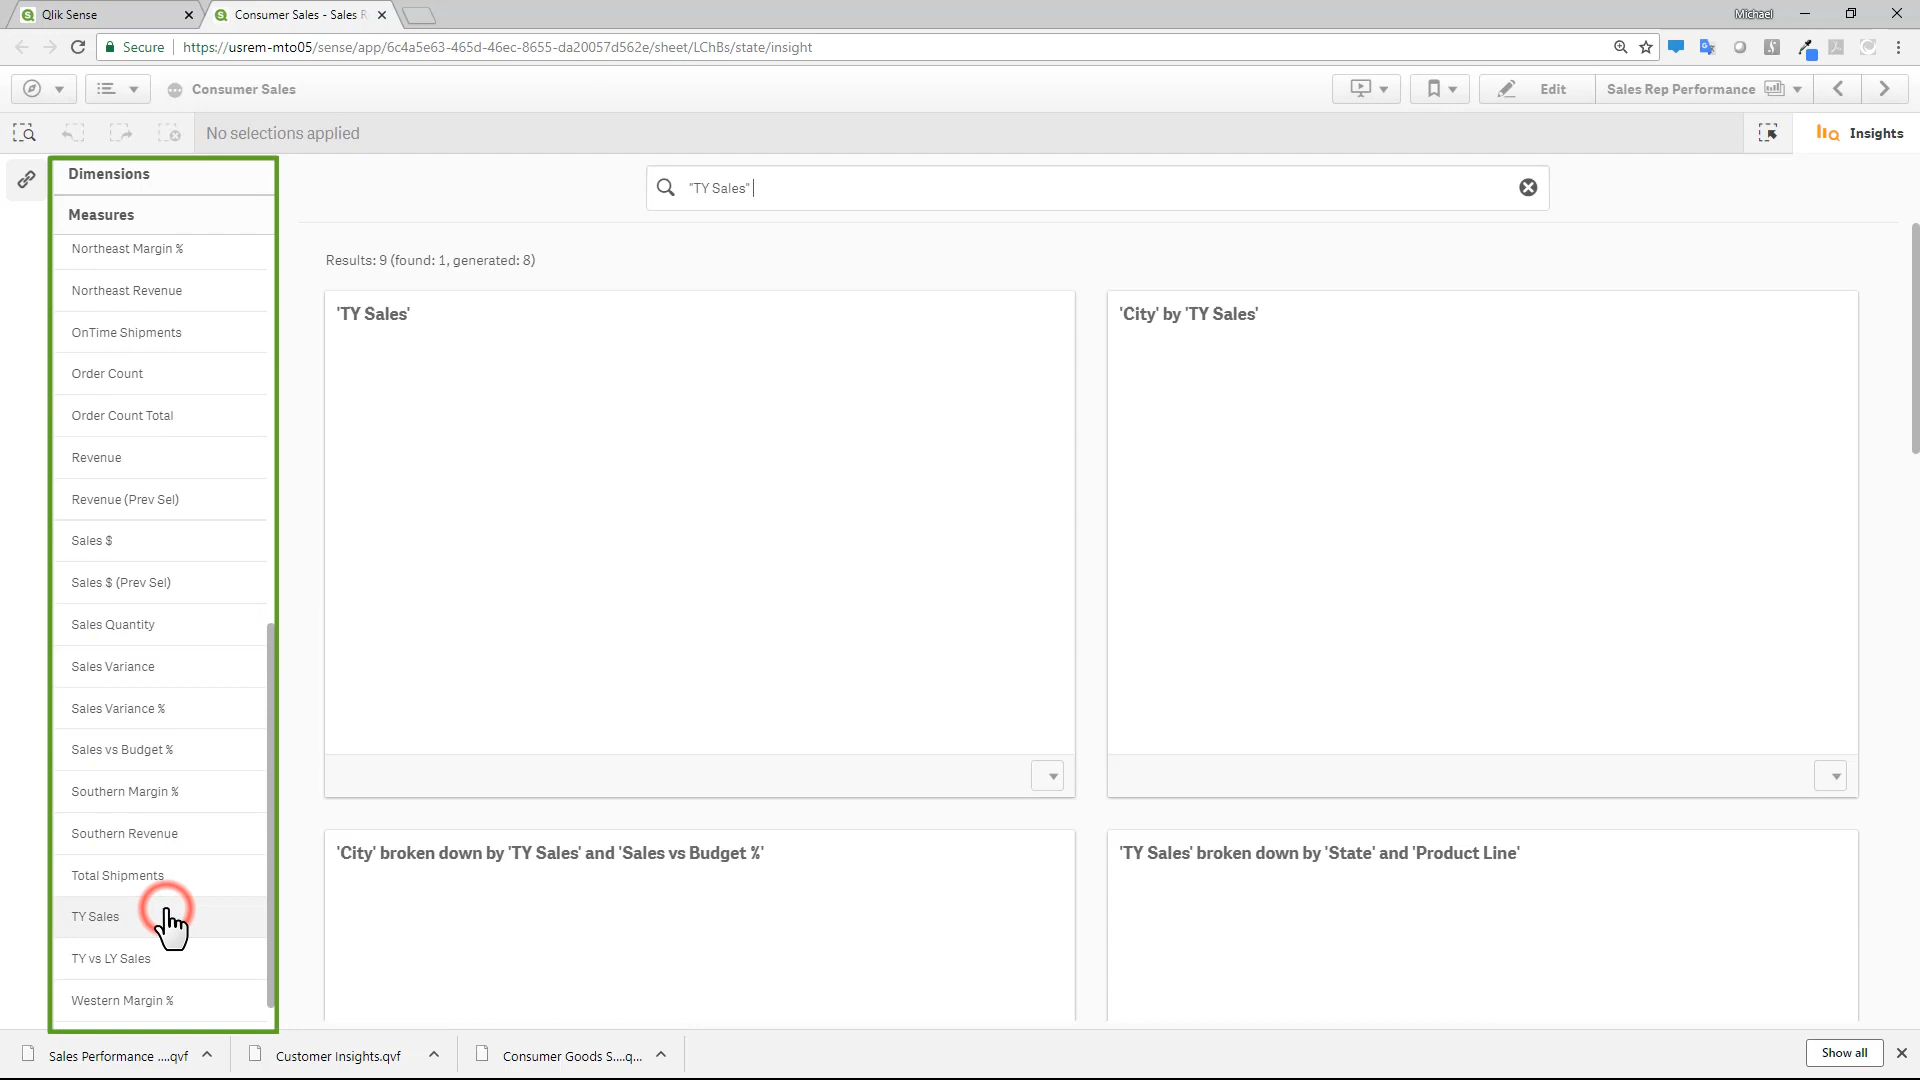 Qlik Sense
Consumer Sales - Sales R
Michael
Secure
https://usrem-mto05/sense/app/6c4a5e63-465d-46ec-8655-da20057d562e/sheet/LChBs/state/insight
Consumer Sales
Edit
Sales Rep Performance
No selections applied
Insights
Dimensions
Measures
Northeast Margin %
Northeast Revenue
OnTime Shipments
Order Count
Order Count Total
Revenue
Revenue (Prev Sel)
Sales $
Sales $ (Prev Sel)
Sales Quantity
Sales Variance
Sales Variance %
Sales vs Budget %
Southern Margin %
Southern Revenue
Total Shipments
TY Sales
TY vs LY Sales
Western Margin %
"TY Sales"
Results: 9 (found: 1, generated: 8)
'TY Sales'
'City' by 'TY Sales'
'City' broken down by 'TY Sales' and 'Sales vs Budget %'
'TY Sales' broken down by 'State' and 'Product Line'
Sales Performance ....qvf
Customer Insights.qvf
Consumer Goods S....q...
Show all